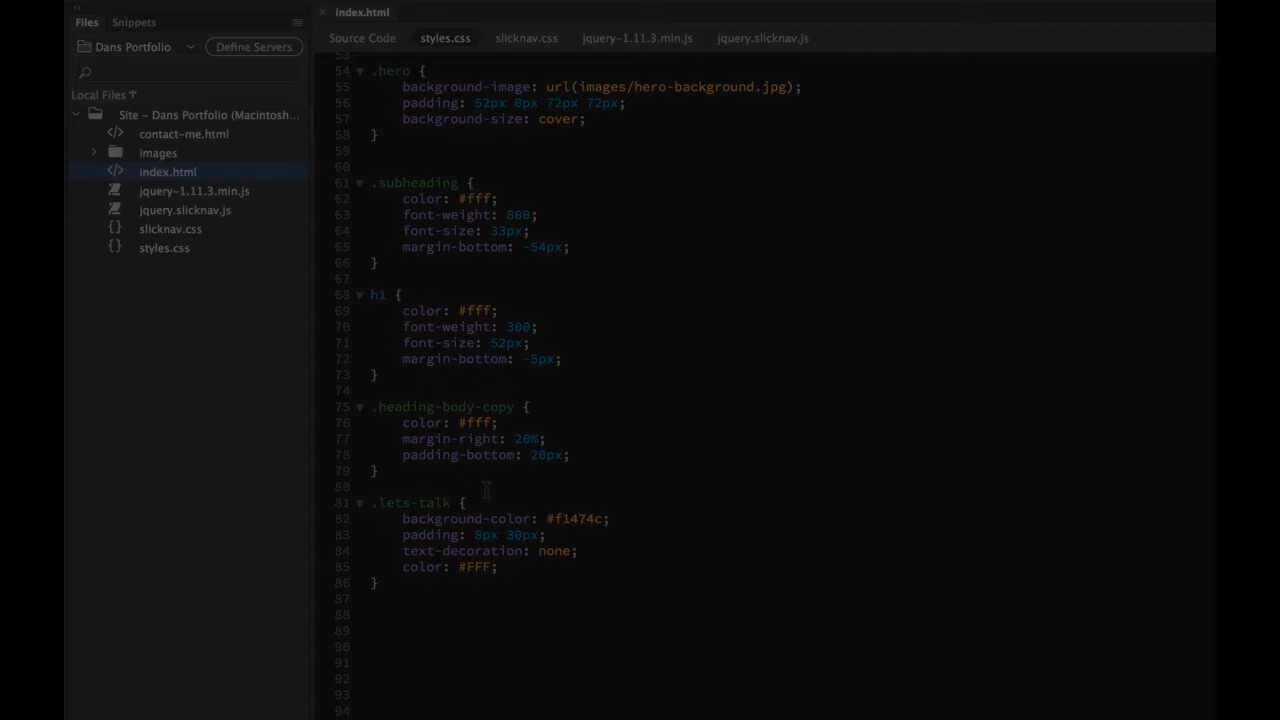 Files
Snippets
index.html
Dans Portfolio
Define Servers
Source Code
styles.css
slicknav.css
jquery-1.11.3.min.js
jquery.slicknav.js
Local Files
Site – Dans Portfolio (Macintosh...
contact-me.html
images
index.html
jquery-1.11.3.min.js
jquery.slicknav.js
slicknav.css
styles.css
53
54 .hero {
55 background-image: url(images/hero-background.jpg);
56 padding: 52px 0px 72px 72px;
57 background-size: cover;
58 }
59
60
61 .subheading {
62 color: #fff;
63 font-weight: 800;
64 font-size: 33px;
65 margin-bottom: -54px;
66 }
67
68 h1 {
69 color: #fff;
70 font-weight: 300;
71 font-size: 52px;
72 margin-bottom: -5px;
73 }
74
75 .heading-body-copy {
76 color: #fff;
77 margin-right: 20%;
78 padding-bottom: 20px;
79 }
80
81 .lets-talk {
82 background-color: #f1474c;
83 padding: 8px 30px;
84 text-decoration: none;
85 color: #FFF;
86 }
87
88
89
90
91
92
93
94